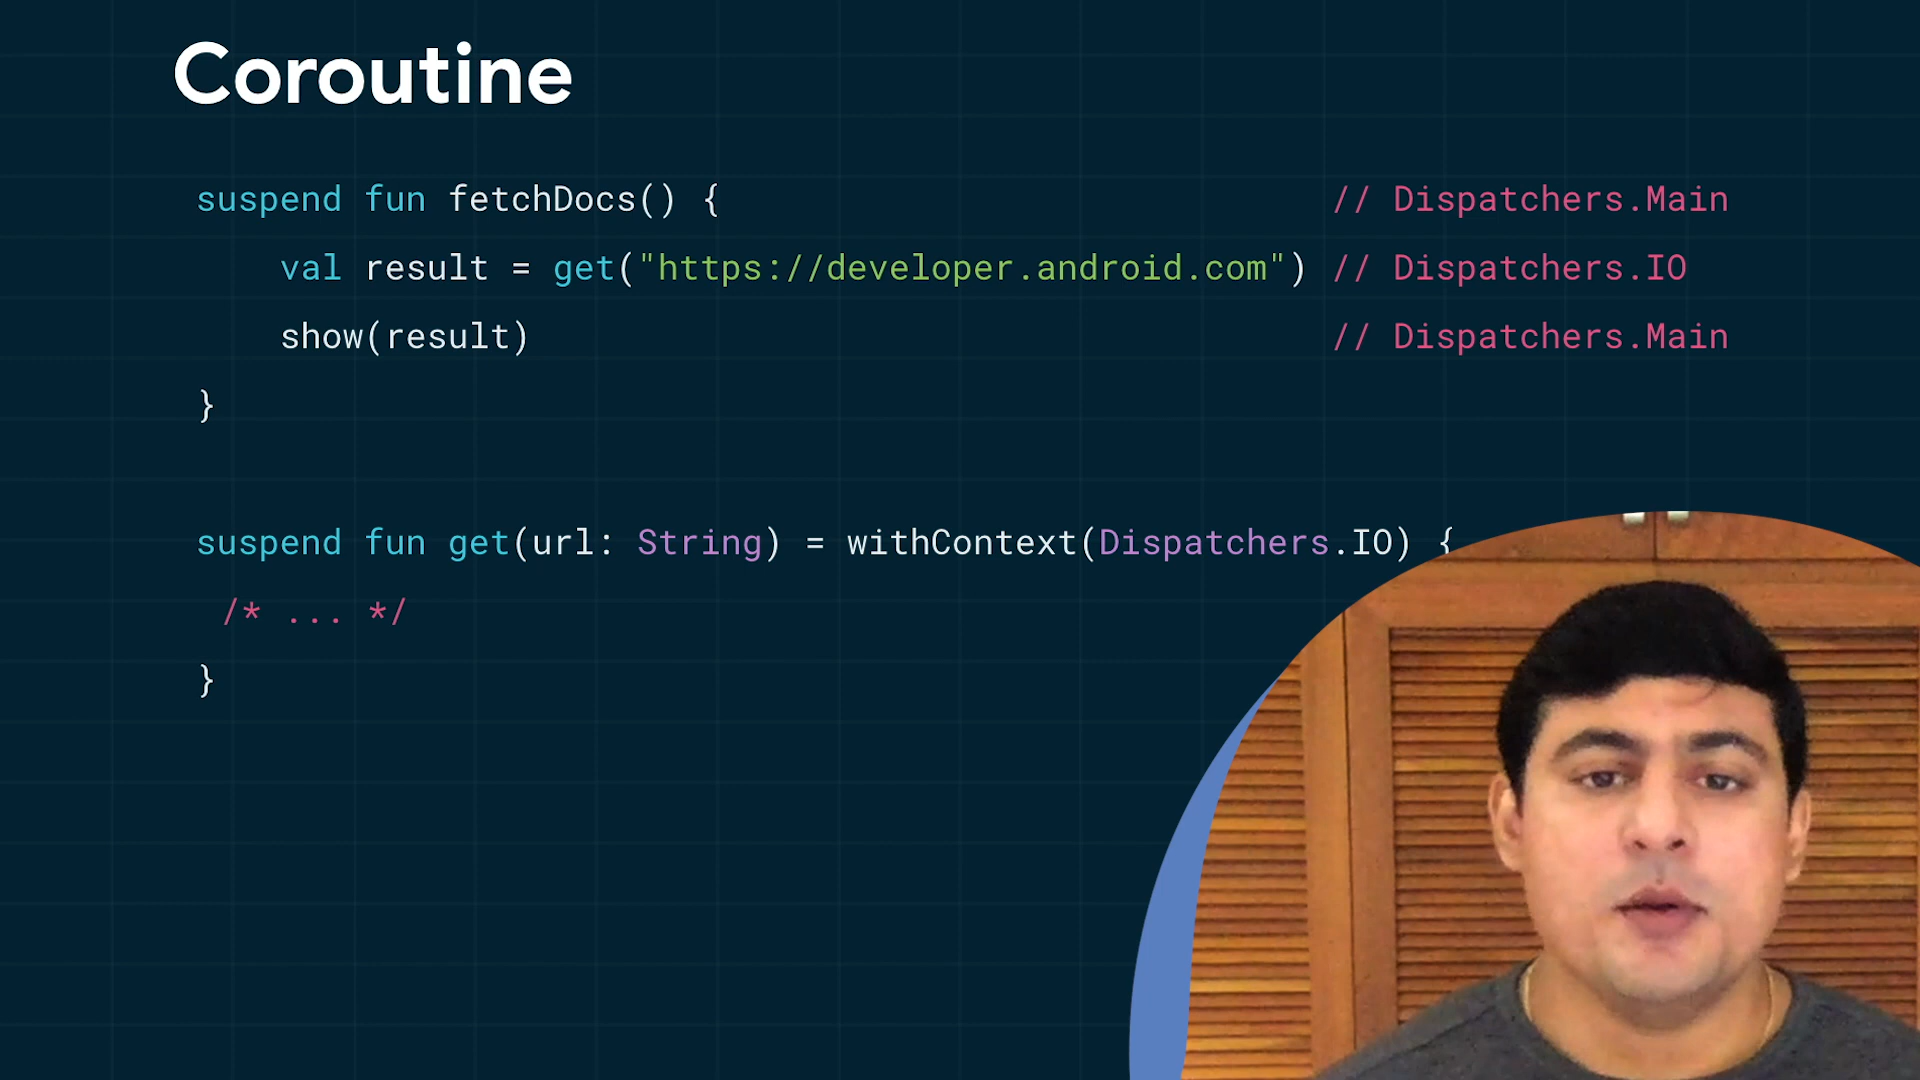 Coroutine
suspend fun fetchDocs() { // Dispatchers.Main
val result = get("https://developer.android.com") // Dispatchers.IO
show(result) // Dispatchers.Main
}
suspend fun get(url: String) = withContext(Dispatchers.IO) {
/* ... */
}